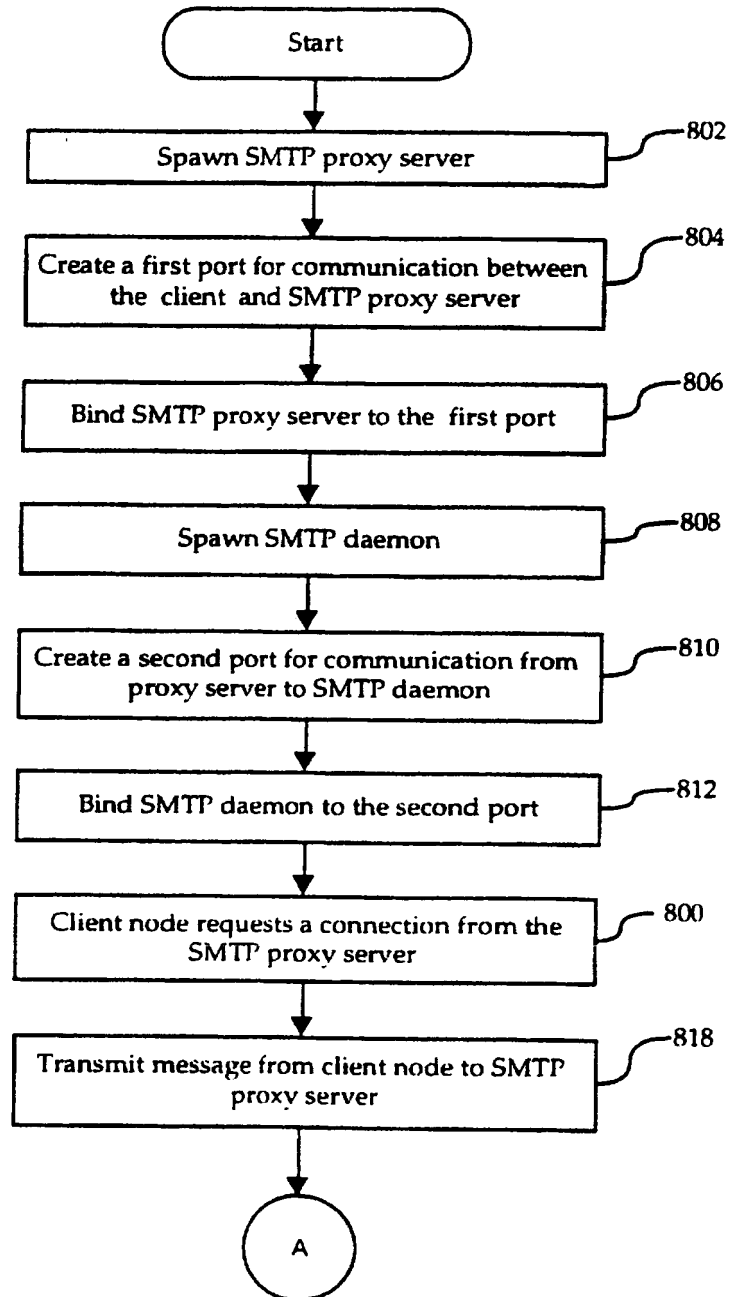 Start
Spawn SMTP proxy server
802
Create a first port for communication between
the client and SMTP proxy server
804
Bind SMTP proxy server to the first port
806
Spawn SMTP daemon
808
Create a second port for communication from
proxy server to SMTP daemon
810
Bind SMTP daemon to the second port
812
Client node requests a connection from the
SMTP proxy server
800
Transmit message from client node to SMTP
proxy server
818
A